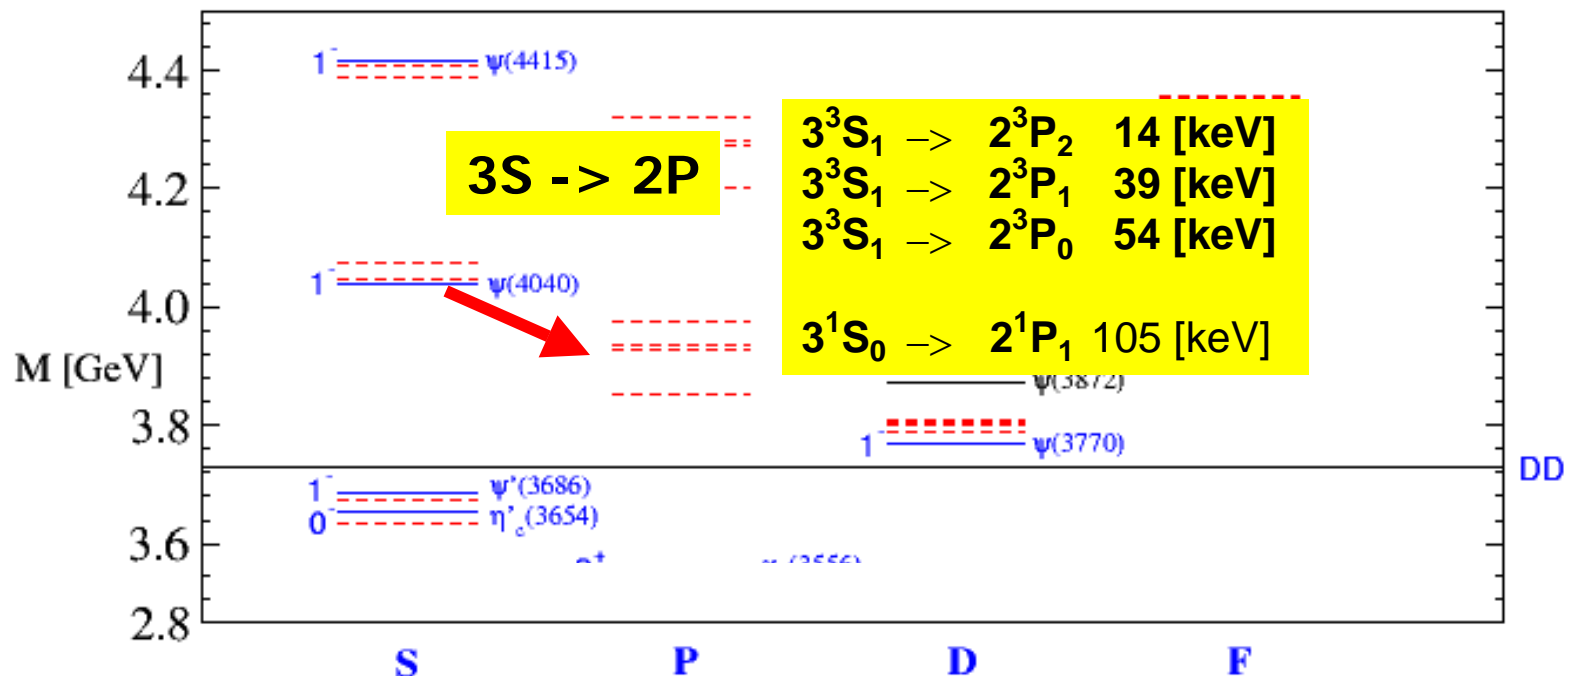 4.4
4.2
4.0
M [GeV]
3.8
3.6
2.8
1⁻ ψ(4415)
3S -> 2P
3³S₁ –> 2³P₂ 14 [keV]
3³S₁ –> 2³P₁ 39 [keV]
3³S₁ –> 2³P₀ 54 [keV]
3¹S₀ –> 2¹P₁ 105 [keV]
1⁻ ψ(4040)
ψ(3872)
1⁻ ψ(3770)
DD
1⁻ ψ'(3686)
0⁻ η'c(3654)
S P D F